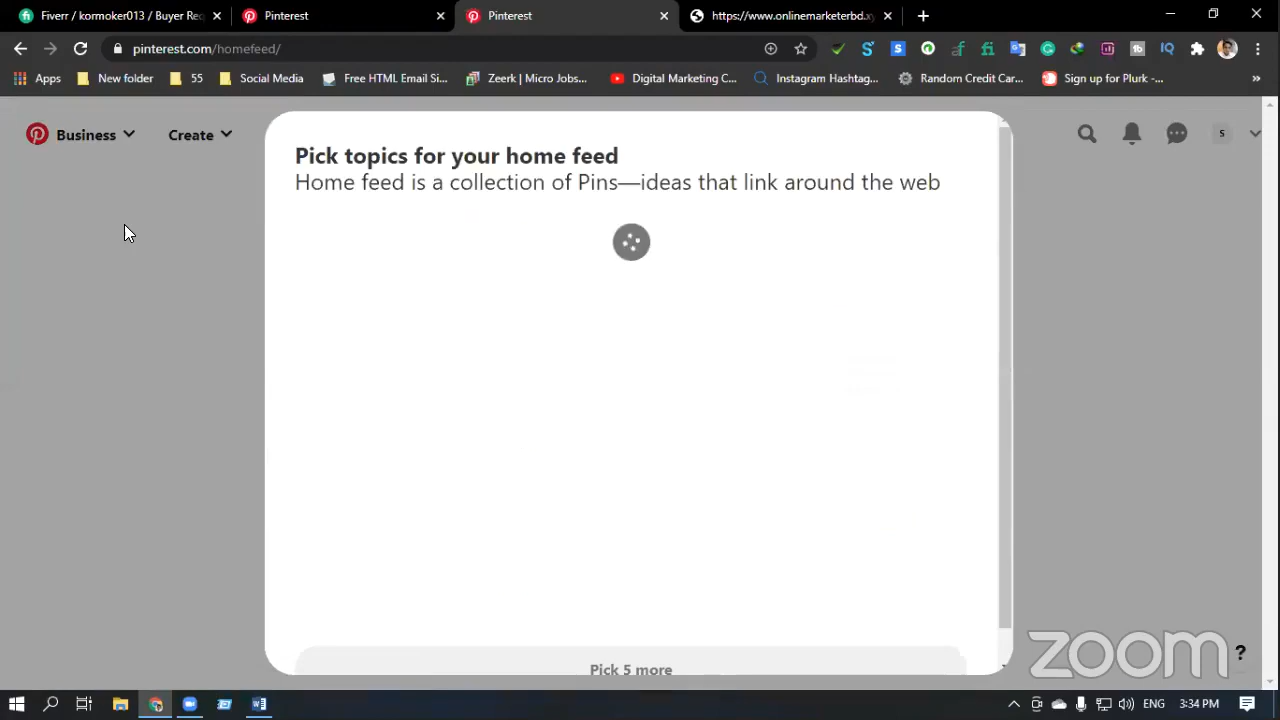 Fiverr / kormoker013 / Buyer Req
Pinterest
Pinterest
https://www.onlinemarketerbd.xy
pinterest.com/homefeed/
Apps
New folder
55
Social Media
Free HTML Email Si...
Zeerk | Micro Jobs...
Digital Marketing C...
Instagram Hashtag...
Random Credit Car...
Sign up for Plurk -...
»
Business
Create
S
Pick topics for your home feed
Home feed is a collection of Pins—ideas that link around the web
Pick 5 more
zoom
?
ENG
3:34 PM